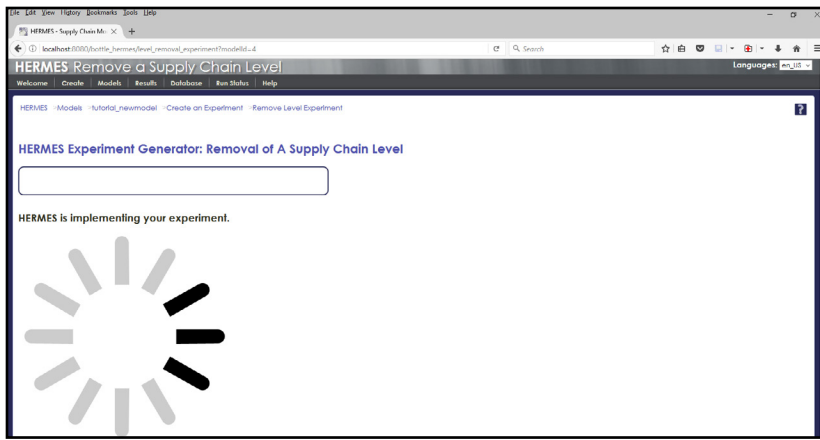 File Edit View History Bookmarks Tools Help
HERMES - Supply Chain Mo
localhost:8080/bottle_hermes/level_removal_experiment?modelId=4
Search
HERMES Remove a Supply Chain Level
Languages: en_US
Welcome Create Models Results Database Run Status Help
HERMES >Models >tutorial_newmodel >Create an Experiment >Remove Level Experiment
?
HERMES Experiment Generator: Removal of A Supply Chain Level
HERMES is implementing your experiment.